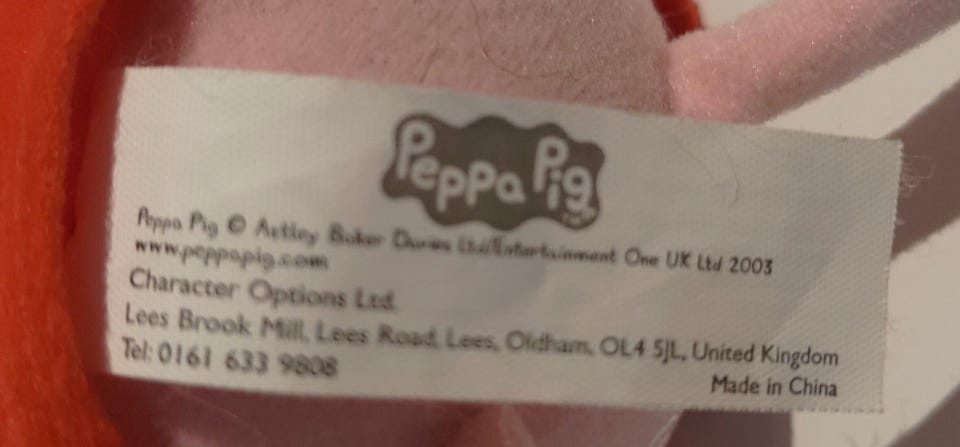 Peppa Pig
Peppa Pig © Astley Baker Davies Ltd/Entertainment One UK Ltd 2003
www.peppapig.com
Character Options Ltd.
Lees Brook Mill, Lees Road, Lees, Oldham, OL4 5JL, United Kingdom
Tel: 0161 633 9808
Made in China